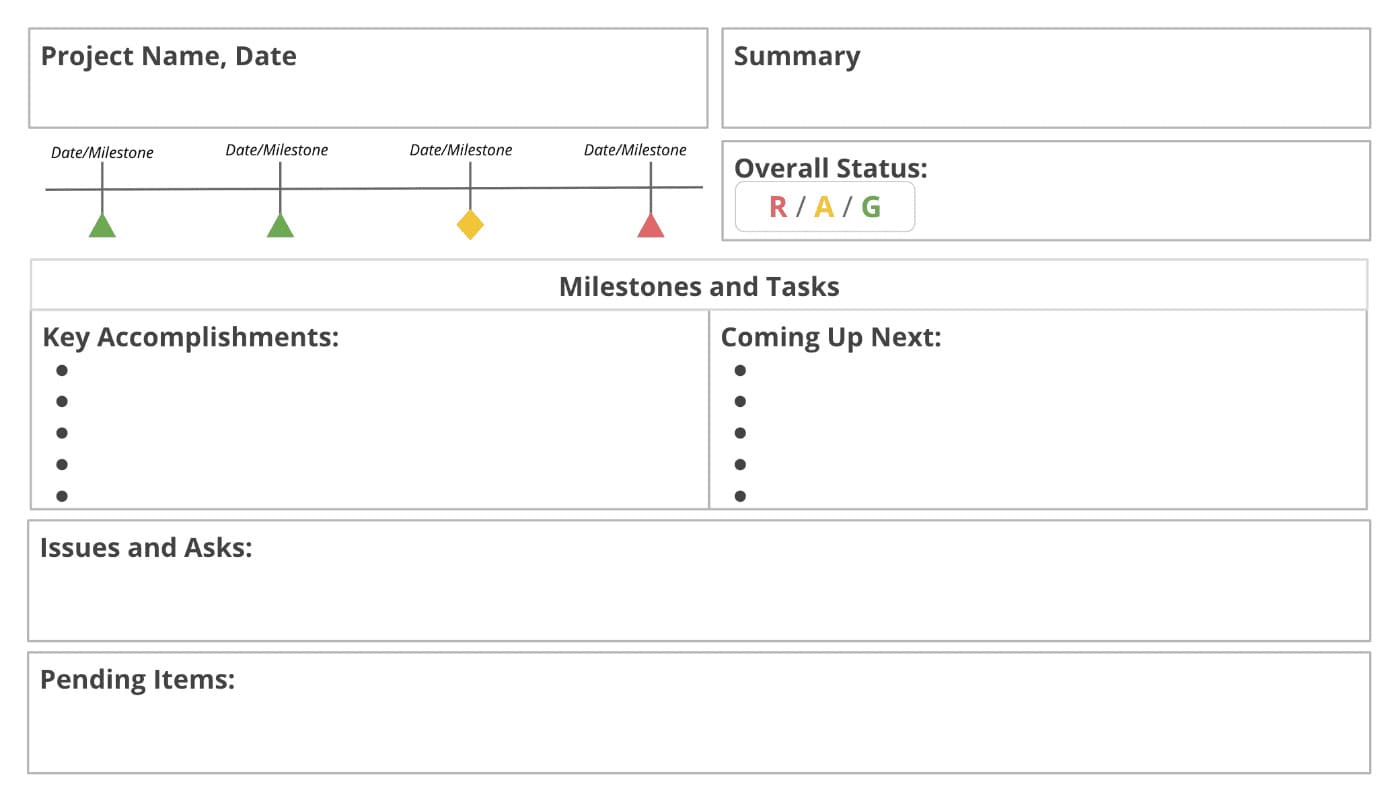 Project Name, Date
Summary
Date/Milestone
Date/Milestone
Date/Milestone
Date/Milestone
Overall Status:
R / A / G
Milestones and Tasks
Key Accomplishments:
Coming Up Next:
Issues and Asks:
Pending Items: